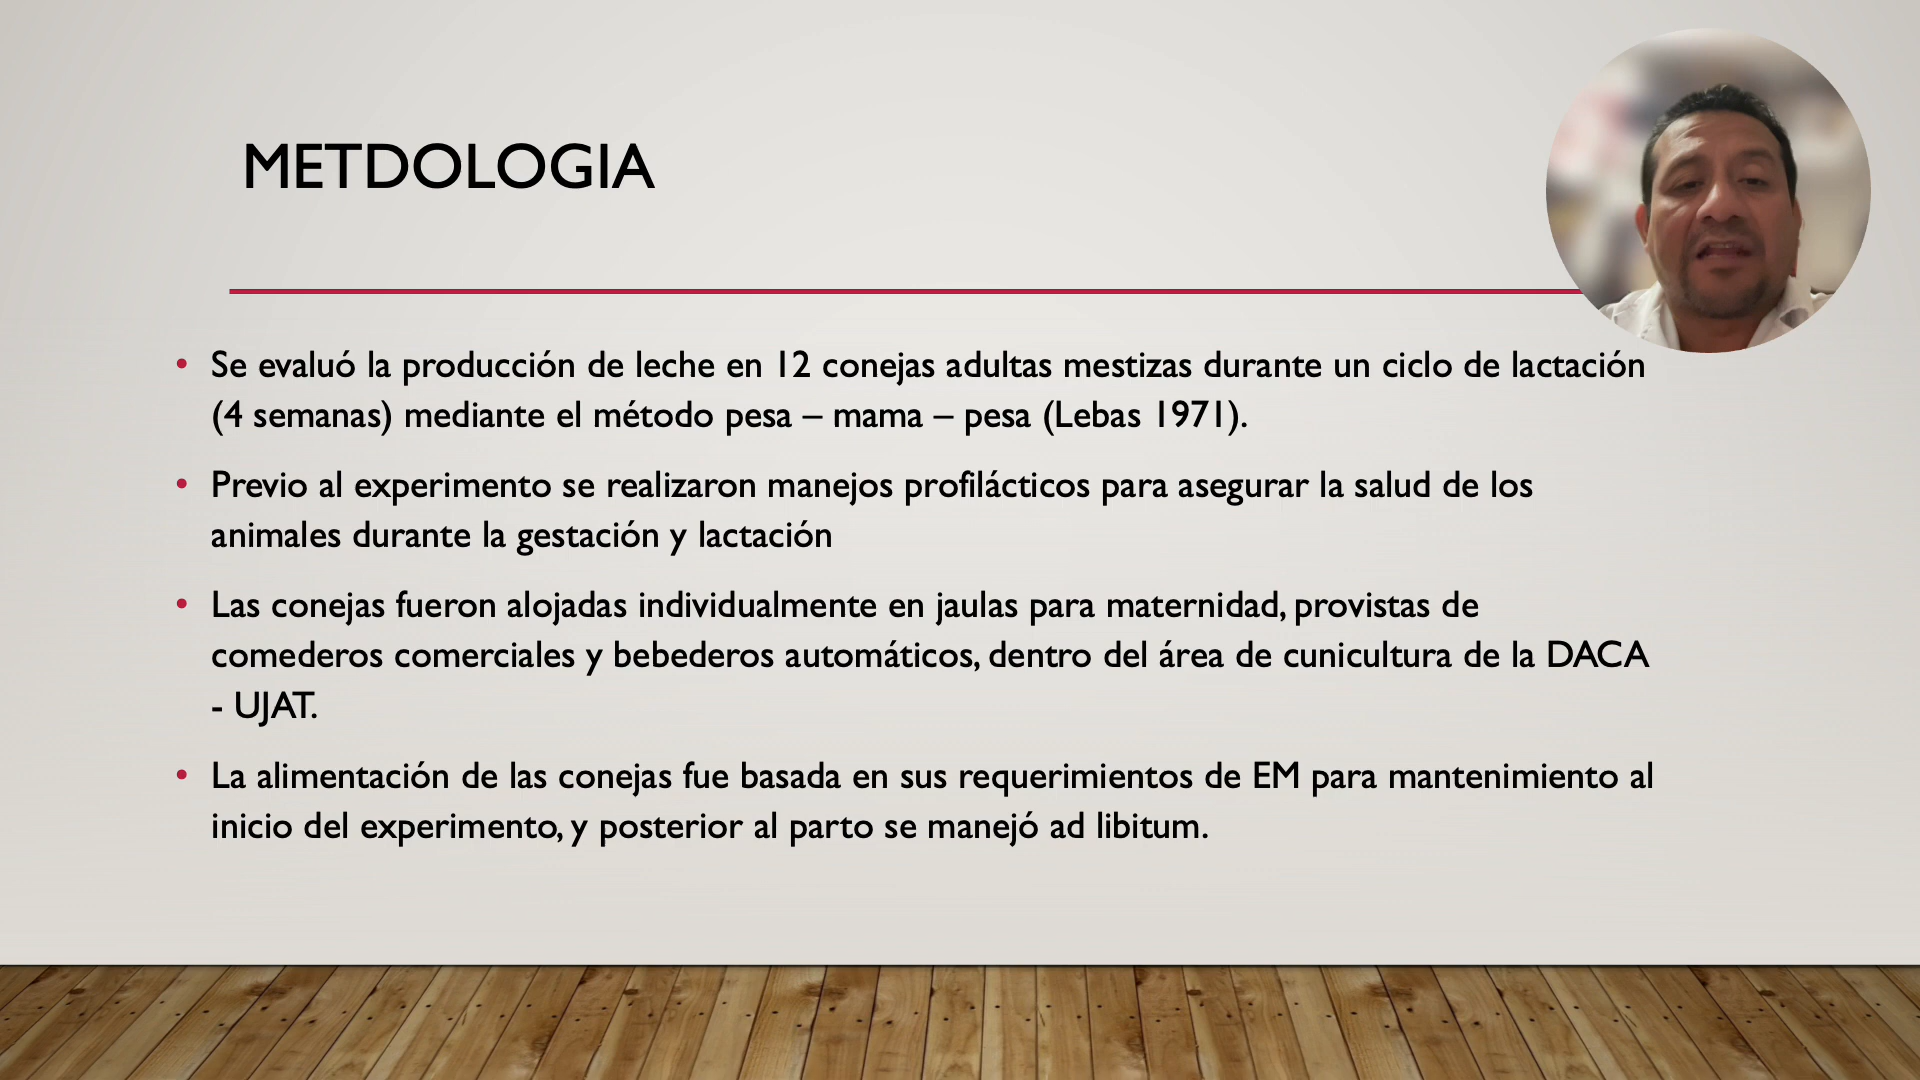 METDOLOGIA
• Se evaluó la producción de leche en 12 conejas adultas mestizas durante un ciclo de lactación
(4 semanas) mediante el método pesa – mama – pesa (Lebas 1971).
• Previo al experimento se realizaron manejos profilácticos para asegurar la salud de los
animales durante la gestación y lactación
• Las conejas fueron alojadas individualmente en jaulas para maternidad, provistas de
comederos comerciales y bebederos automáticos, dentro del área de cunicultura de la DACA
- UJAT.
• La alimentación de las conejas fue basada en sus requerimientos de EM para mantenimiento al
inicio del experimento, y posterior al parto se manejó ad libitum.